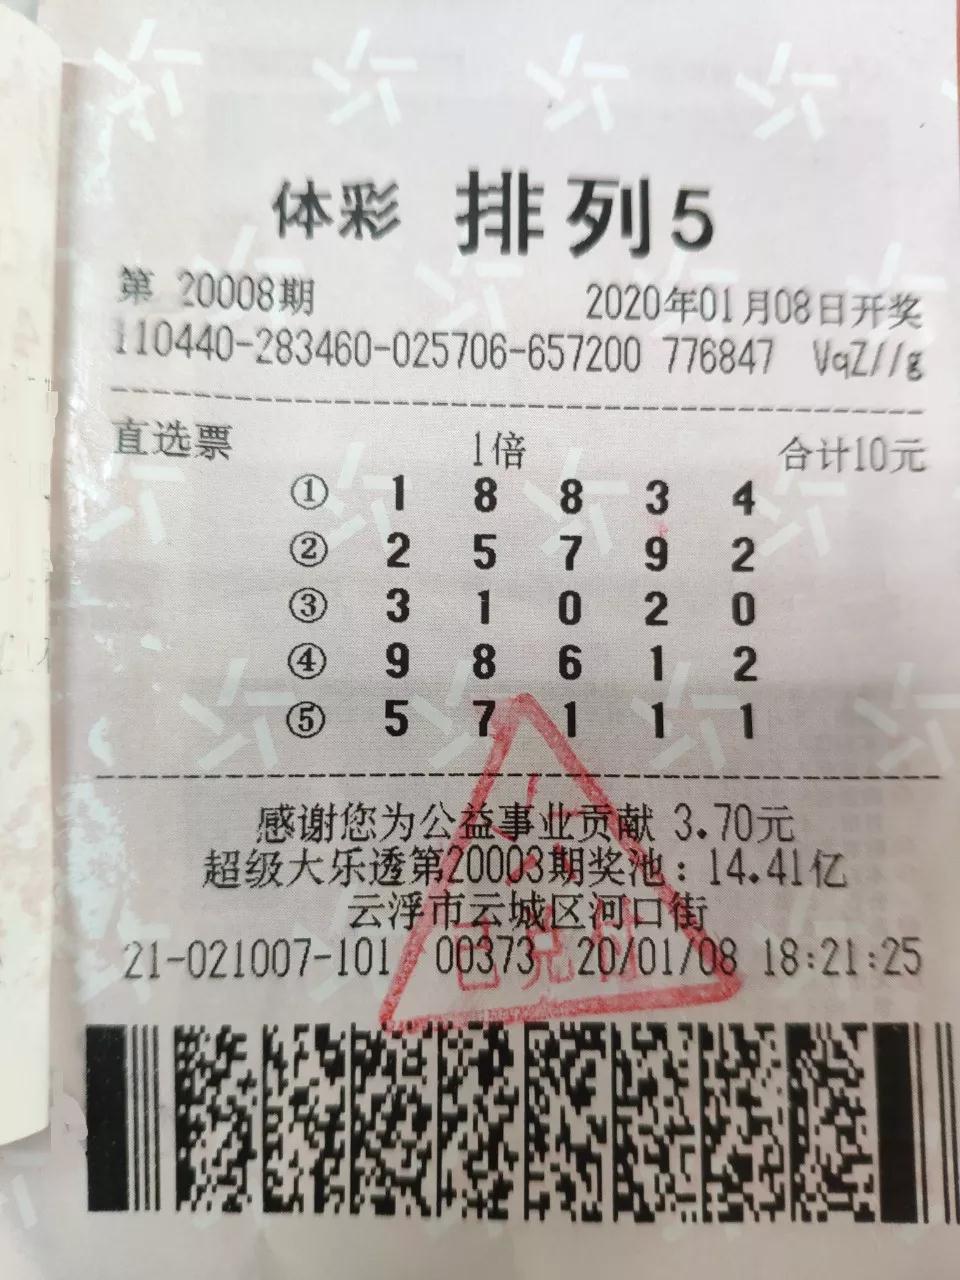 体彩 排列5
第 20008期 2020年01月08日开奖
110440-283460-025706-657200 776847 VqZ//g
直选票 1倍 合计10元
① 1 8 8 3 4
② 2 5 7 9 2
③ 3 1 0 2 0
④ 9 8 6 1 2
⑤ 5 7 1 1 1
感谢您为公益事业贡献 3.70元
超级大乐透第20003期奖池：14.41亿
云浮市云城区河口街
21-021007-101 00373 20/01/08 18:21:25
已兑